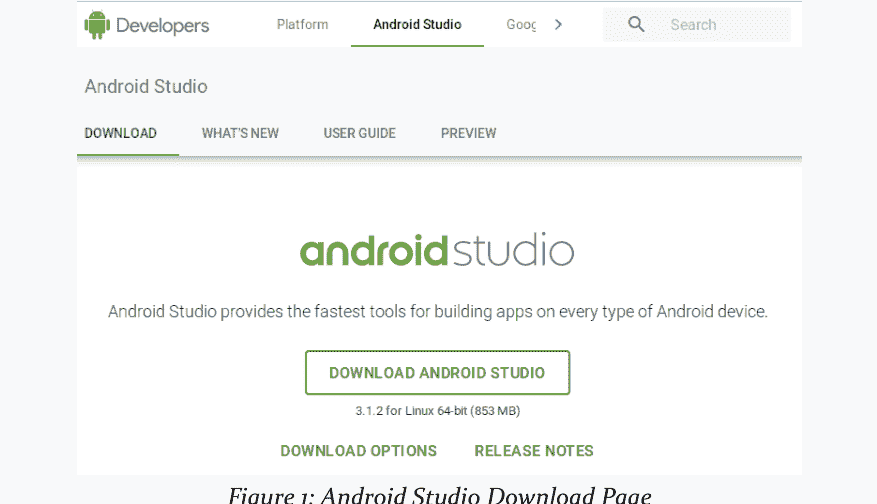 Developers Platform Android Studio Goog Search
Android Studio
DOWNLOAD WHAT'S NEW USER GUIDE PREVIEW
androidstudio
Android Studio provides the fastest tools for building apps on every type of Android device.
DOWNLOAD ANDROID STUDIO
3.1.2 for Linux 64-bit (853 MB)
DOWNLOAD OPTIONS RELEASE NOTES
Figure 1: Android Studio Download Page